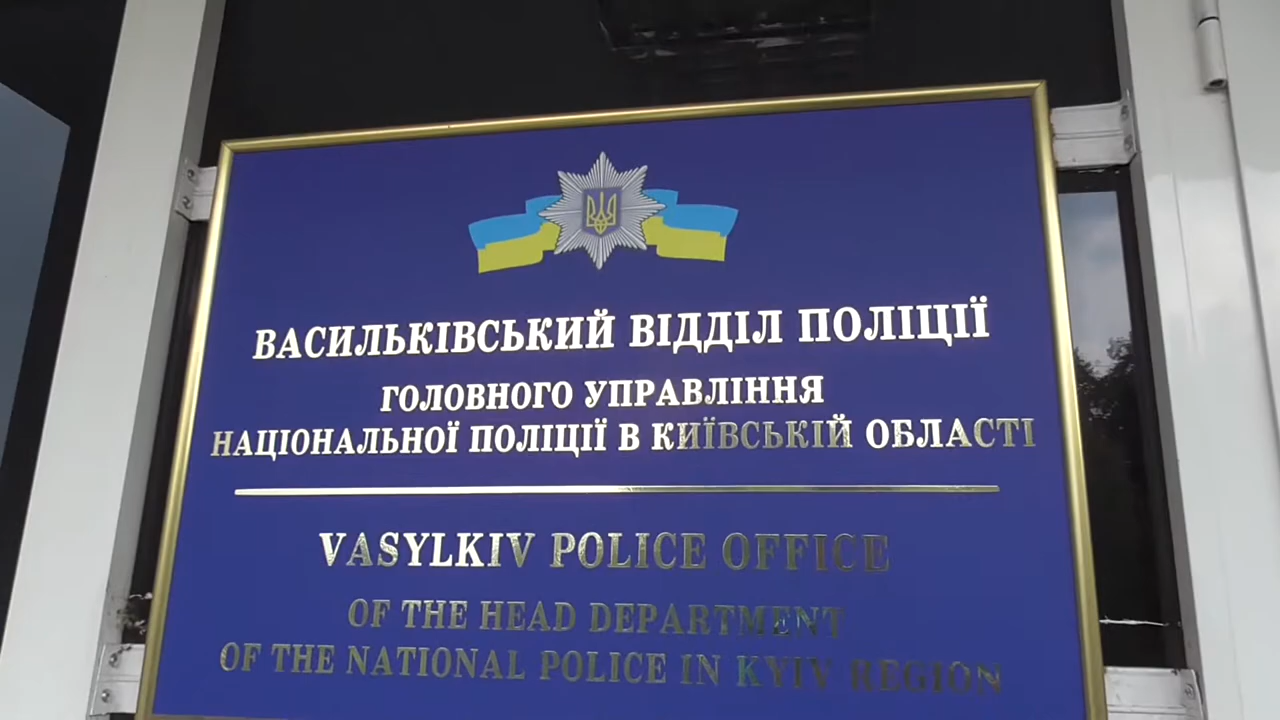 ВАСИЛЬКІВСЬКИЙ ВІДДІЛ ПОЛІЦІЇ
ГОЛОВНОГО УПРАВЛІННЯ
НАЦІОНАЛЬНОЇ ПОЛІЦІЇ В КИЇВСЬКІЙ ОБЛАСТІ
VASYLKIV POLICE OFFICE
OF THE HEAD DEPARTMENT
OF THE NATIONAL POLICE IN KYIV REGION